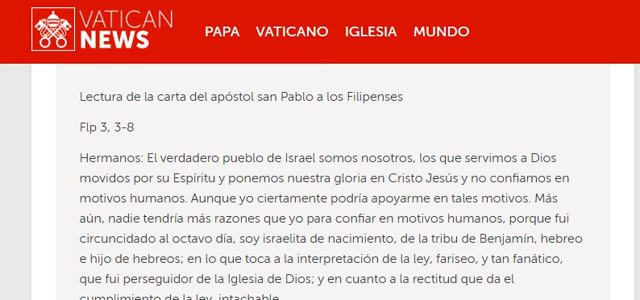 VATICAN
NEWS
PAPA VATICANO IGLESIA MUNDO
Lectura de la carta del apóstol san Pablo a los Filipenses
Flp 3, 3-8
Hermanos: El verdadero pueblo de Israel somos nosotros, los que servimos a Dios
movidos por su Espíritu y ponemos nuestra gloria en Cristo Jesús y no confiamos en
motivos humanos. Aunque yo ciertamente podría apoyarme en tales motivos. Más
aún, nadie tendría más razones que yo para confiar en motivos humanos, porque fui
circuncidado al octavo día, soy israelita de nacimiento, de la tribu de Benjamín, hebreo
e hijo de hebreos; en lo que toca a la interpretación de la ley, fariseo, y tan fanático,
que fui perseguidor de la Iglesia de Dios; y en cuanto a la rectitud que da el
cumplimiento de la ley, intachable